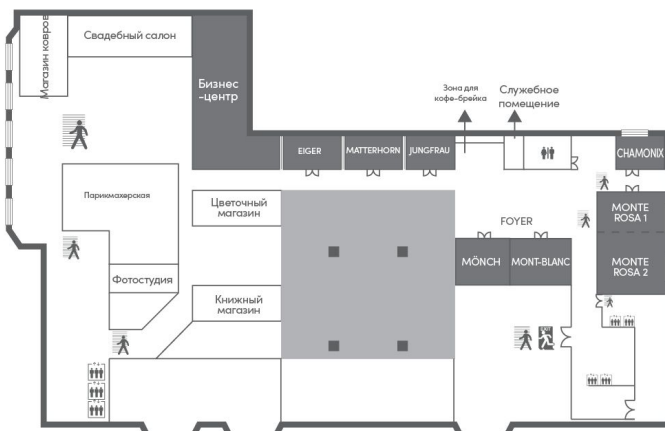 Магазин ковров
Свадебный салон
Бизнес
-центр
Зона для
кофе-брейка
Служебное
помещение
EIGER
MATTERHORN
JUNGFRAU
CHAMONIX
Парикмахерская
Цветочный
магазин
MONTE
ROSA 1
FOYER
MÖNCH
MONT-BLANC
MONTE
ROSA 2
Фотостудия
Книжный
магазин
EXIT